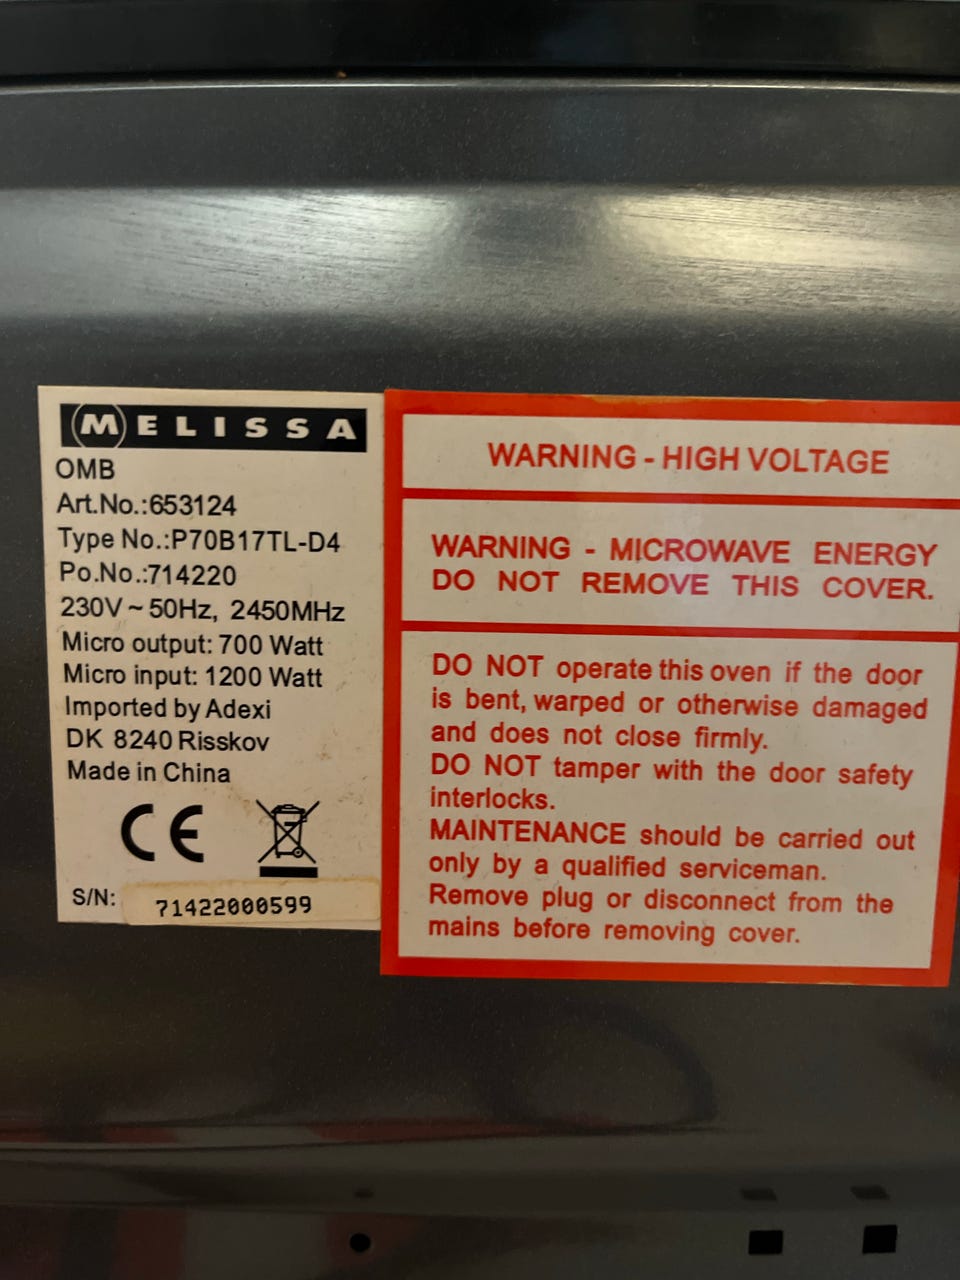 MELISSA
OMB
Art.No.:653124
Type No.:P70B17TL-D4
Po.No.:714220
230V~50Hz, 2450MHz
Micro output: 700 Watt
Micro input: 1200 Watt
Imported by Adexi
DK 8240 Risskov
Made in China
CE
S/N: 71422000599
WARNING - HIGH VOLTAGE
WARNING - MICROWAVE ENERGY
DO NOT REMOVE THIS COVER.
DO NOT operate this oven if the door
is bent, warped or otherwise damaged
and does not close firmly.
DO NOT tamper with the door safety
interlocks.
MAINTENANCE should be carried out
only by a qualified serviceman.
Remove plug or disconnect from the
mains before removing cover.